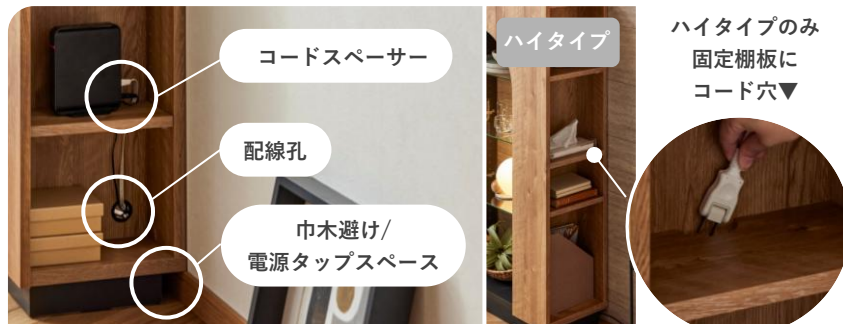 コードスペーサー
配線孔
巾木避け/
電源タップスペース
ハイタイプ
ハイタイプのみ
固定棚板に
コード穴▼